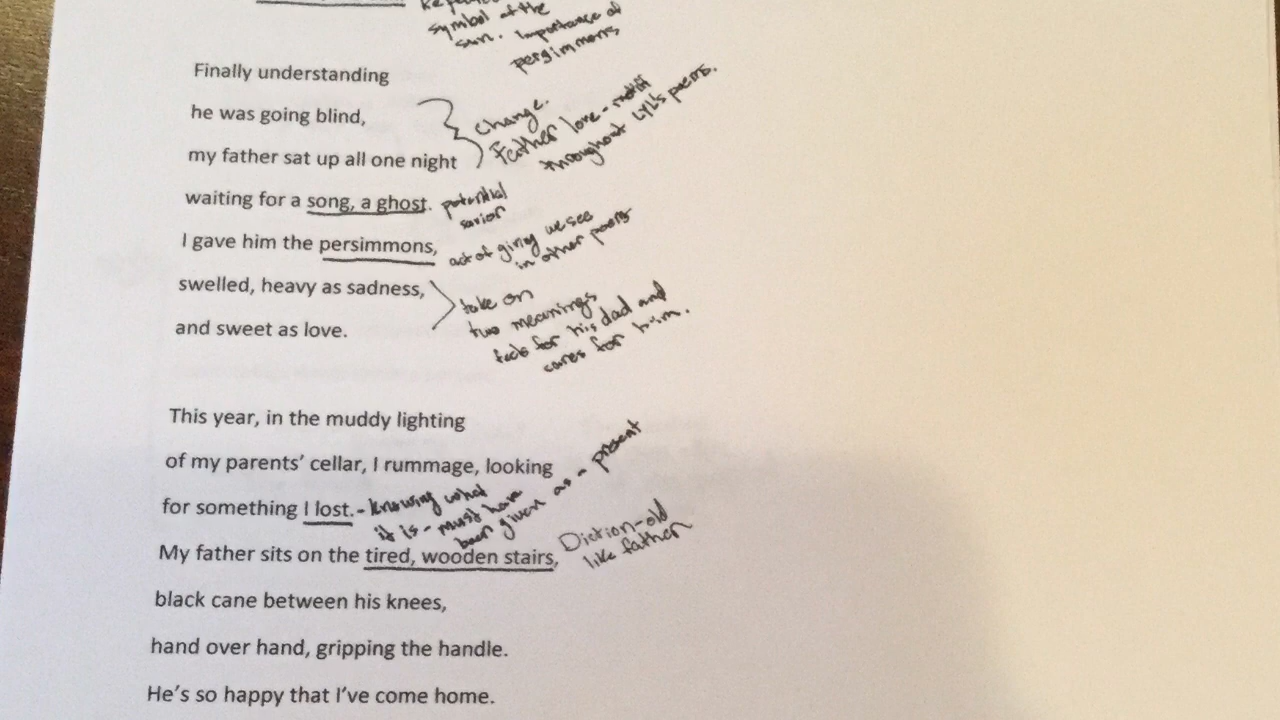 symbol of the
sun. Importance of
persimmons
Finally understanding
he was going blind,
my father sat up all one night
Change.
Father love - motif
throughout LYL's poems.
waiting for a song, a ghost.
potential
savior
I gave him the persimmons,
act of giving we see
in other poems
swelled, heavy as sadness,
and sweet as love.
take on
two meanings
feels for his dad and
cares for him.
This year, in the muddy lighting
of my parents' cellar, I rummage, looking
for something I lost.
- knowing what
it is - must have
been given as a present
My father sits on the tired, wooden stairs,
Diction-old
like father
black cane between his knees,
hand over hand, gripping the handle.
He's so happy that I've come home.